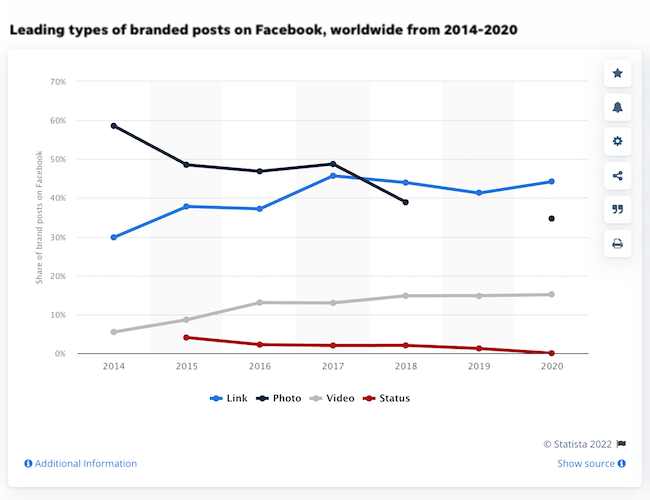 Leading types of branded posts on Facebook, worldwide from 2014-2020
70%
60%
50%
40%
30%
20%
10%
0%
Share of brand posts on Facebook
2014 2015 2016 2017 2018 2019 2020
Link Photo Video Status
© Statista 2022
Additional Information
Show source